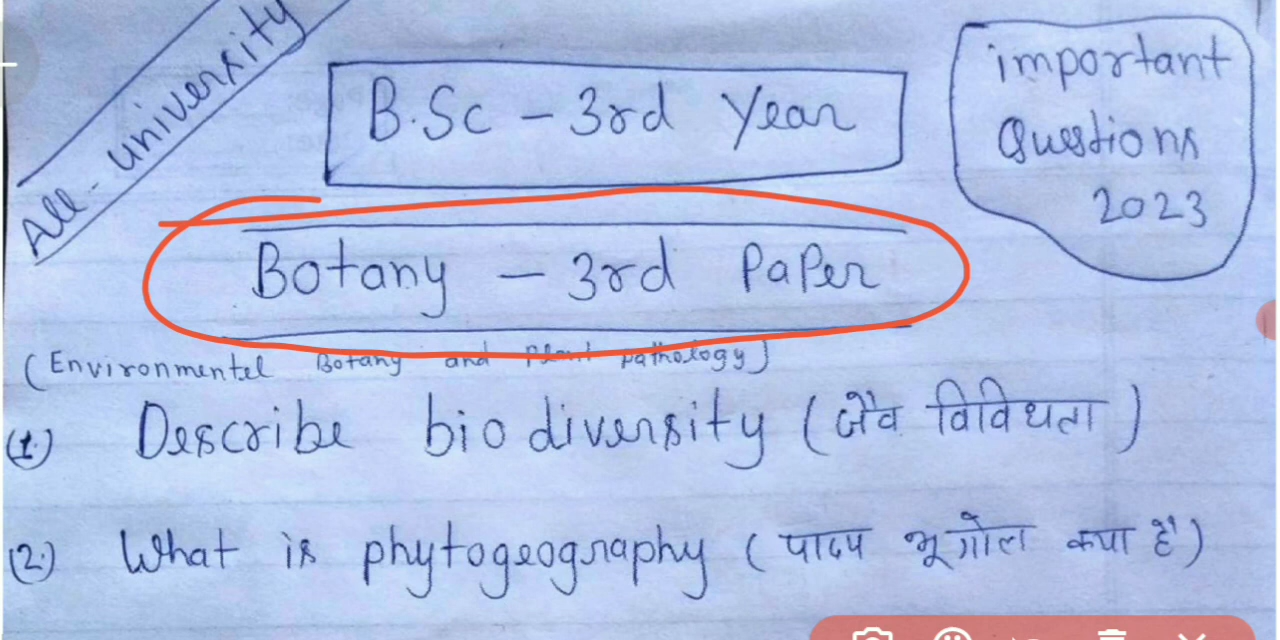 All - University
B.Sc - 3rd Year
important
Questions
2023
Botany - 3rd Paper
(Environmentel Botany and Plant pathology)
(1.) Describe biodiversity (जैव विविधता)
(2.) What is phytogeography (पादप भूगोल क्या है)